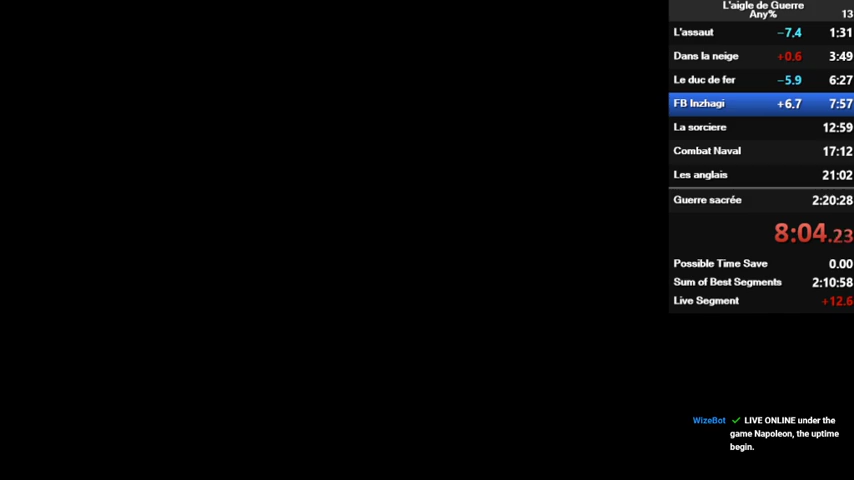 L'aigle de Guerre
Any% 13
L'assaut −7.4 1:31
Dans la neige +0.6 3:49
Le duc de fer −5.9 6:27
FB Inzhagi +6.7 7:57
La sorciere 12:59
Combat Naval 17:12
Les anglais 21:02
Guerre sacrée 2:20:28
8:04.23
Possible Time Save 0.00
Sum of Best Segments 2:10:58
Live Segment +12.6
WizeBot ✓ LIVE ONLINE under the
game Napoleon, the uptime
begin.